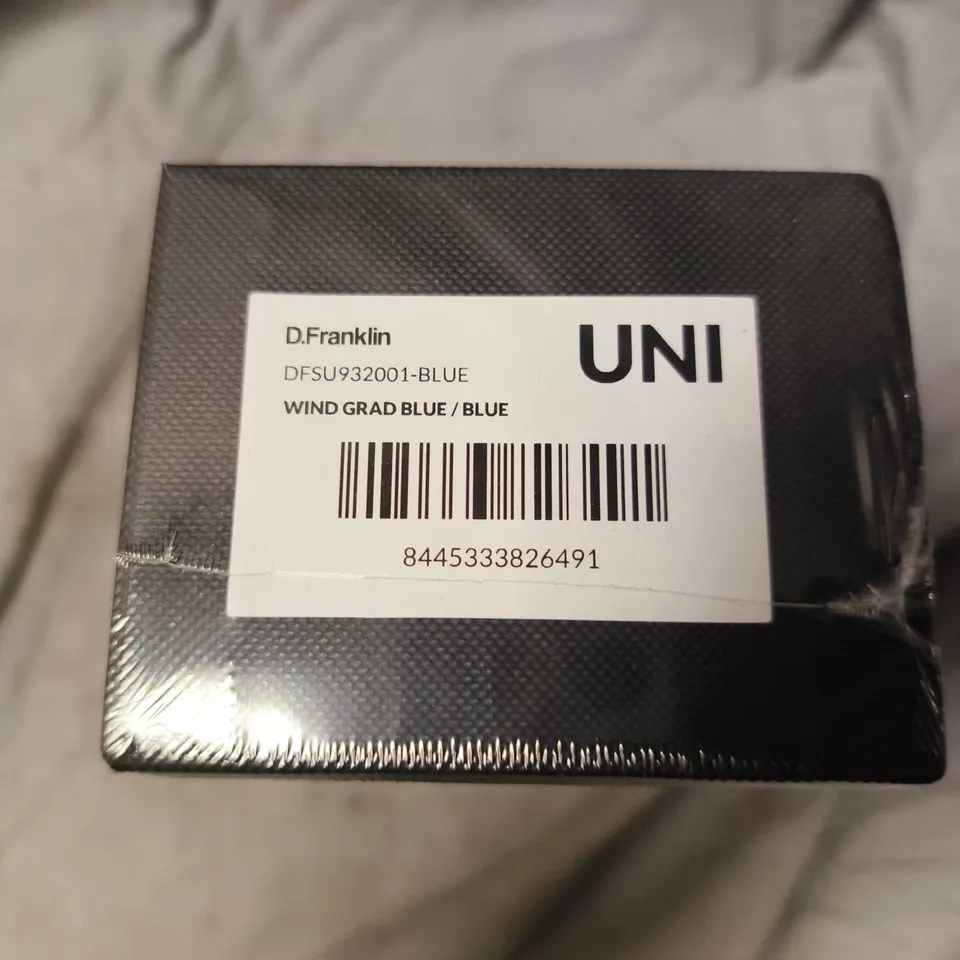 D.Franklin
UNI
DFSU932001-BLUE
WIND GRAD BLUE / BLUE
8445333826491